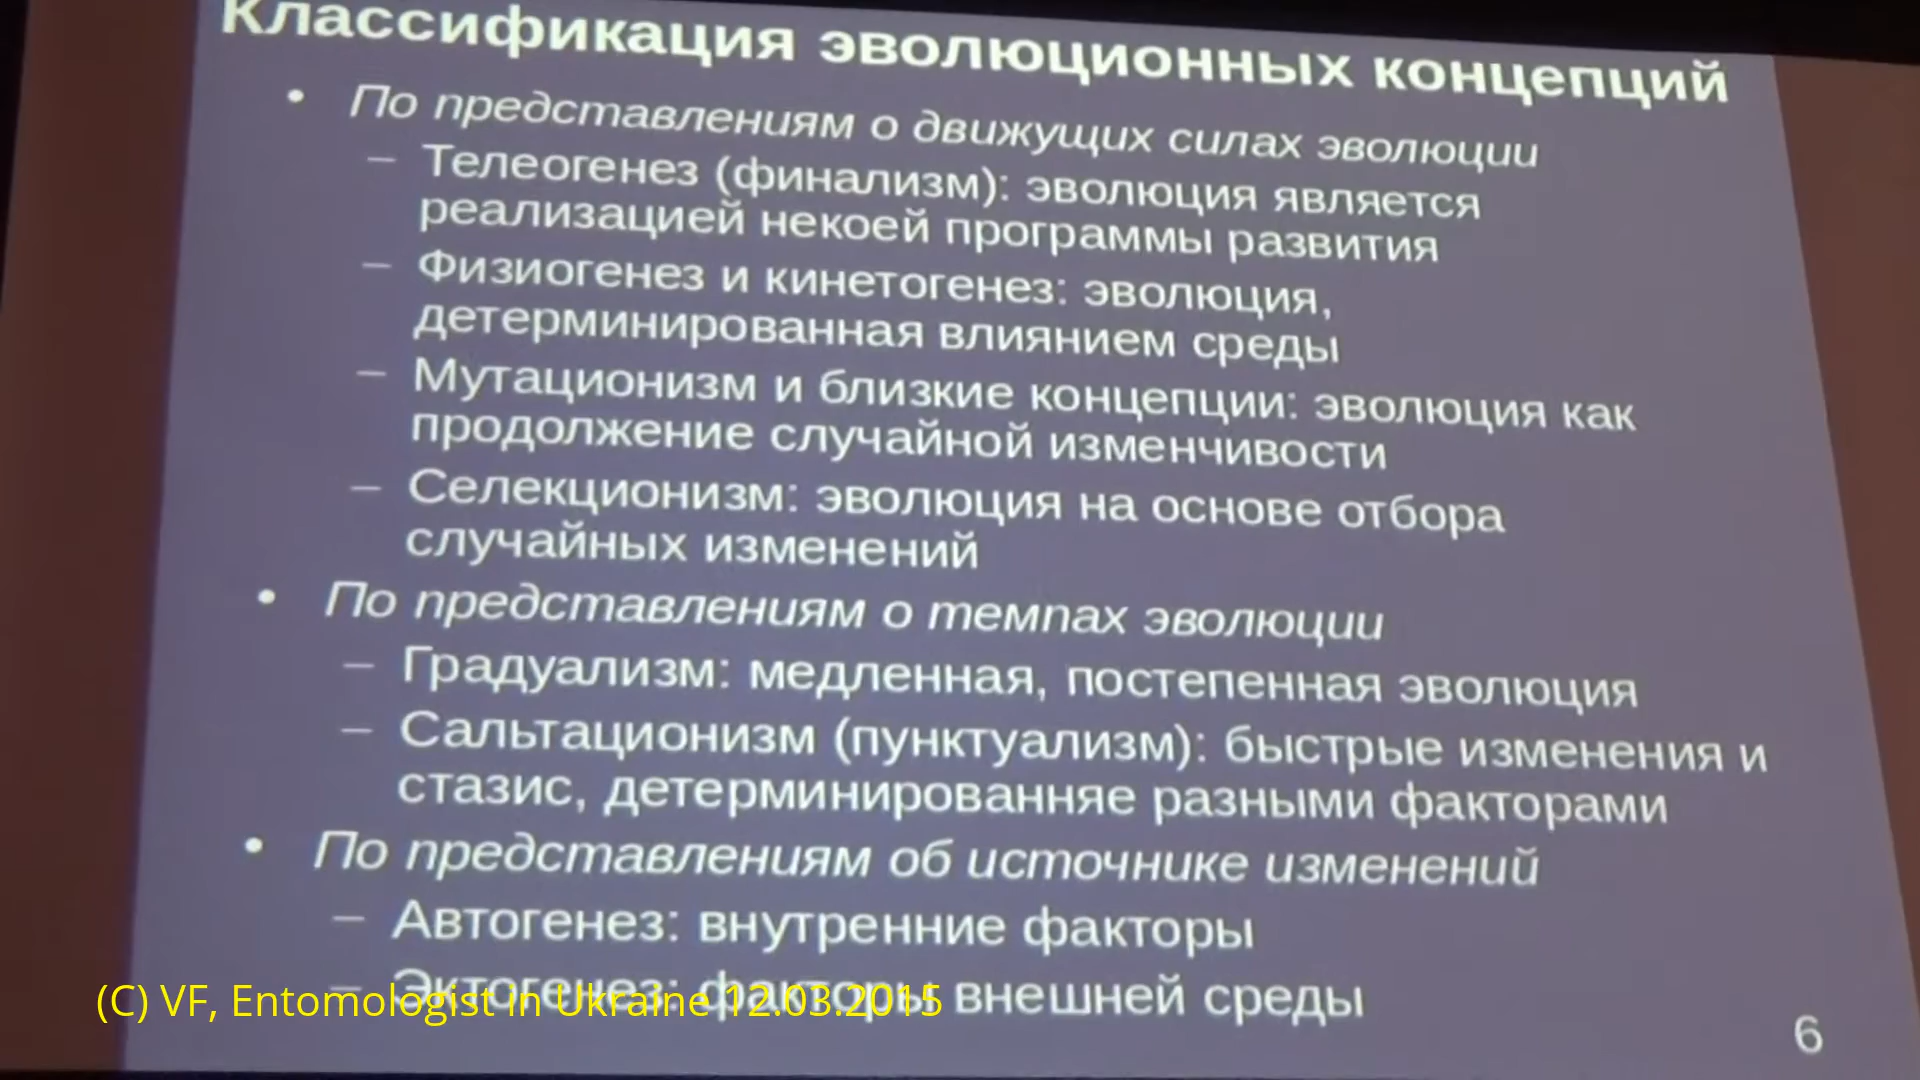 Классификация эволюционных концепций
• По представлениям о движущих силах эволюции
– Телеогенез (финализм): эволюция является
реализацией некоей программы развития
– Физиогенез и кинетогенез: эволюция,
детерминированная влиянием среды
– Мутационизм и близкие концепции: эволюция как
продолжение случайной изменчивости
– Селекционизм: эволюция на основе отбора
случайных изменений
• По представлениям о темпах эволюции
– Градуализм: медленная, постепенная эволюция
– Сальтационизм (пунктуализм): быстрые изменения и
стазис, детерминированняе разными факторами
• По представлениям об источнике изменений
– Автогенез: внутренние факторы
– Эктогенез: факторы внешней среды
(C) VF, Entomologist in Ukraine 12.03.2015
6